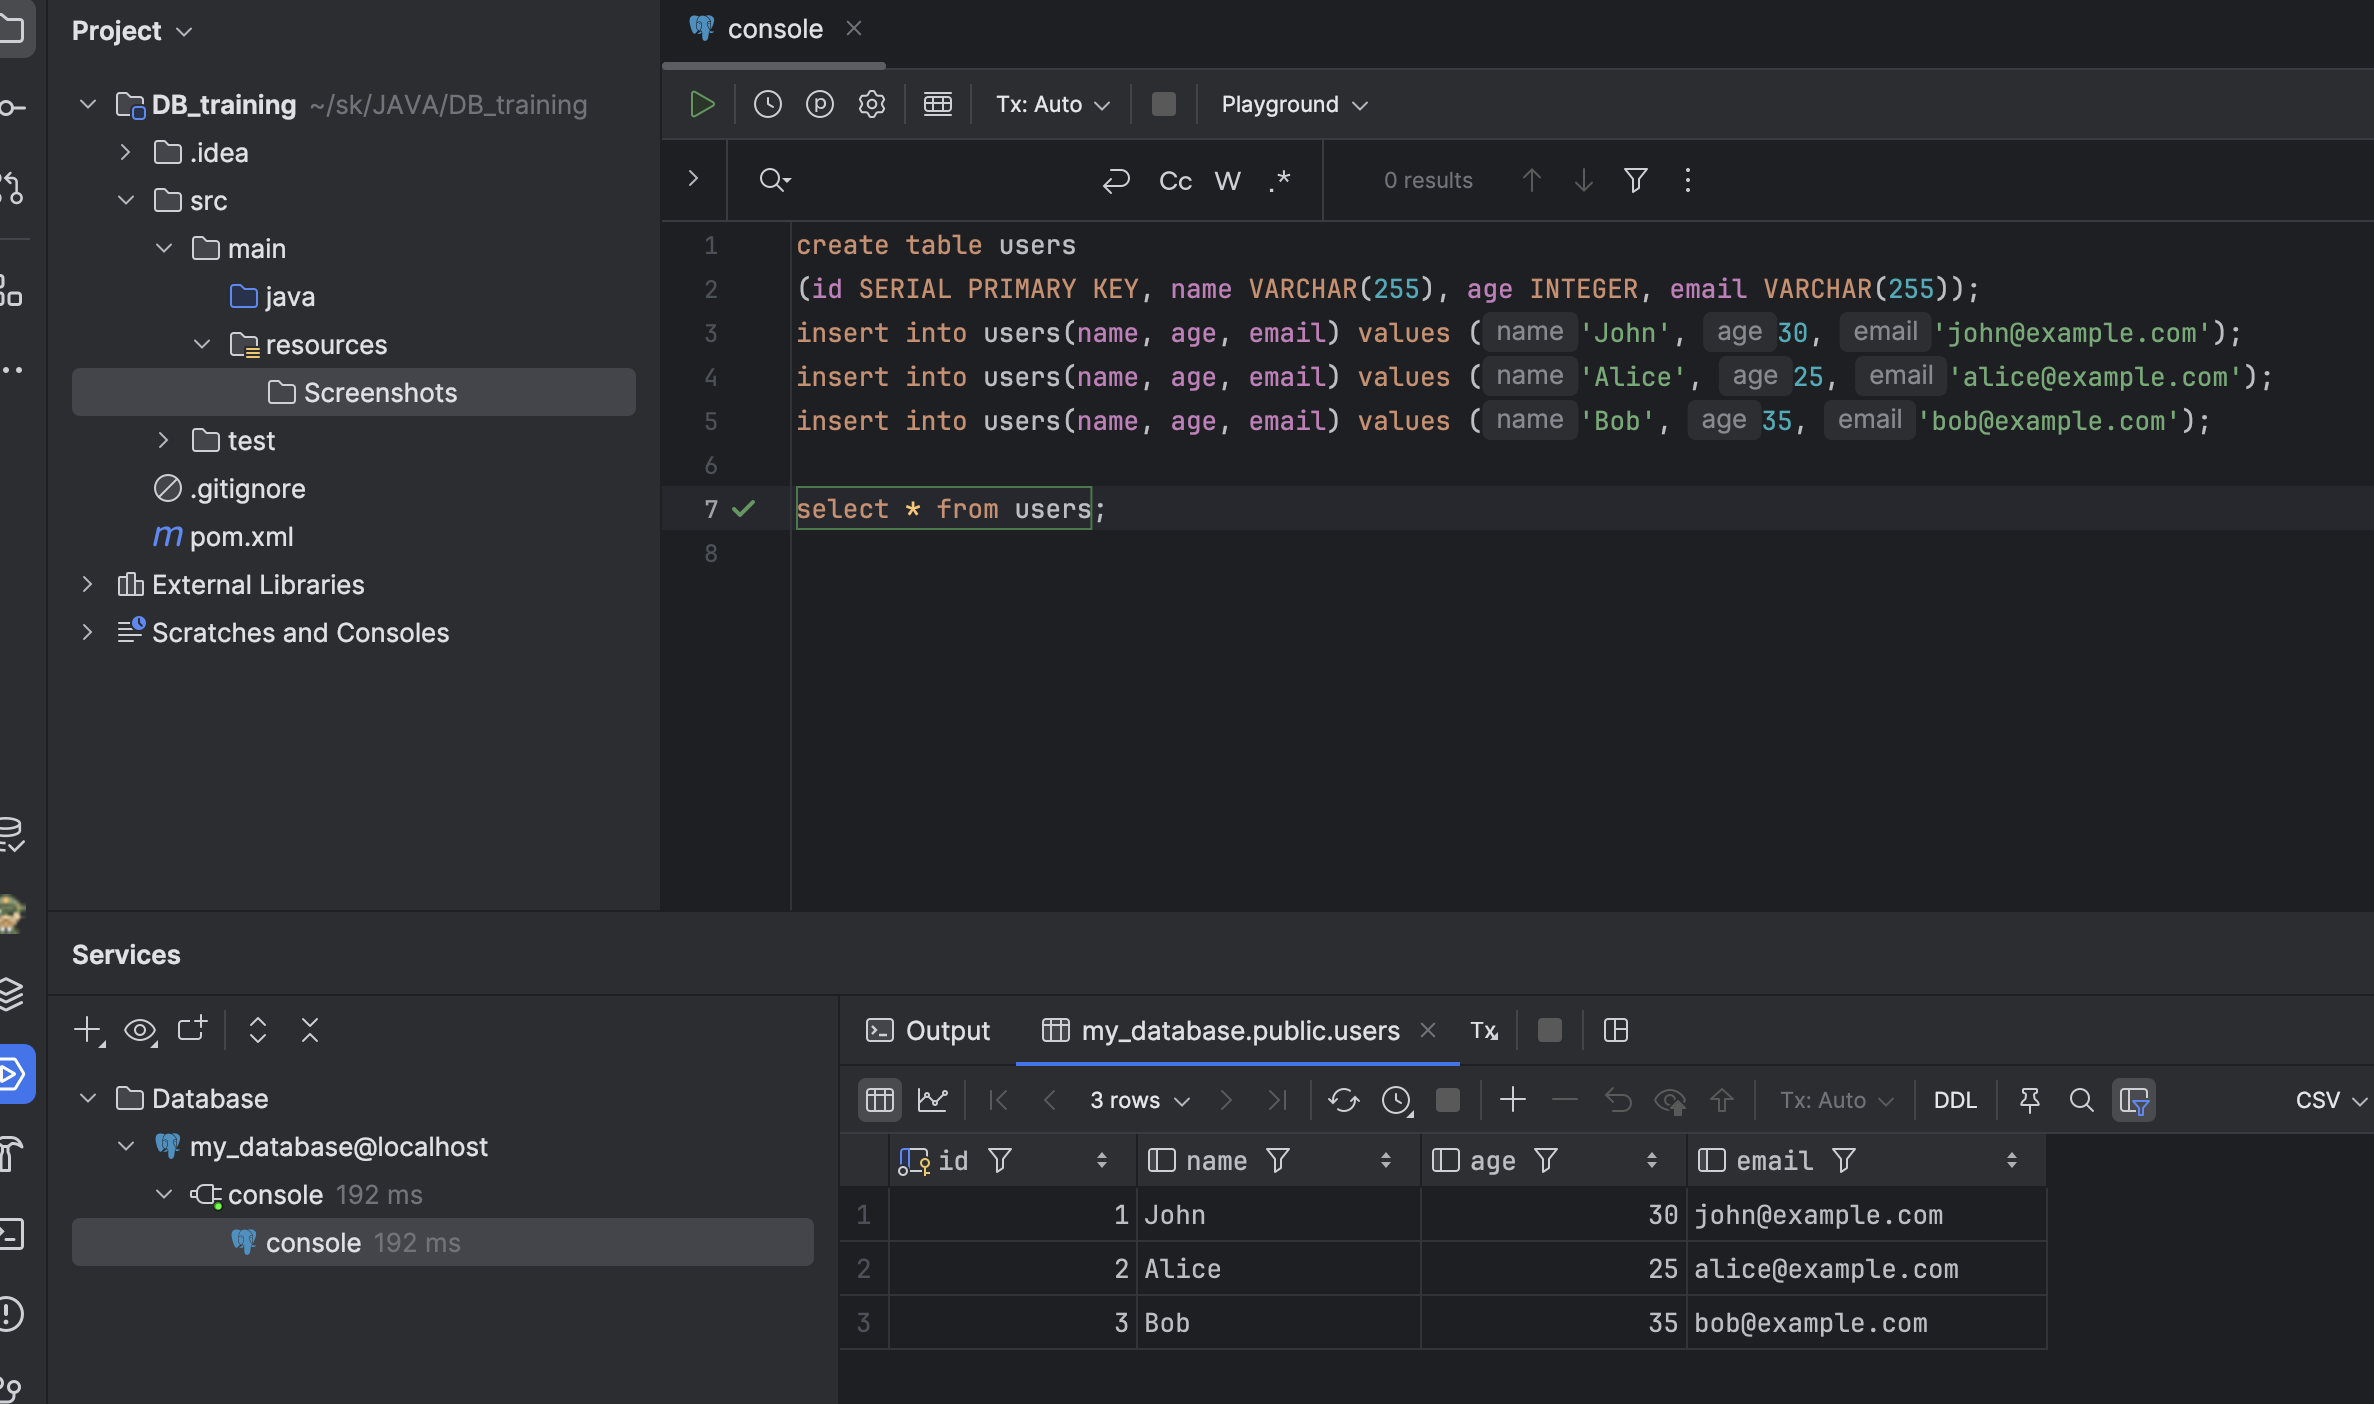 Project
DB_training ~/sk/JAVA/DB_training
.idea
src
main
java
resources
Screenshots
test
.gitignore
pom.xml
External Libraries
Scratches and Consoles
console
Tx: Auto
Playground
Cc W .*
0 results
1 create table users
2 (id SERIAL PRIMARY KEY, name VARCHAR(255), age INTEGER, email VARCHAR(255));
3 insert into users(name, age, email) values ( name 'John', age 30, email 'john@example.com');
4 insert into users(name, age, email) values ( name 'Alice', age 25, email 'alice@example.com');
5 insert into users(name, age, email) values ( name 'Bob', age 35, email 'bob@example.com');
6
7 select * from users;
8
Services
Database
my_database@localhost
console 192 ms
console 192 ms
Output my_database.public.users Tx
3 rows Tx: Auto DDL CSV
id name age email
1 1 John 30 john@example.com
2 2 Alice 25 alice@example.com
3 3 Bob 35 bob@example.com